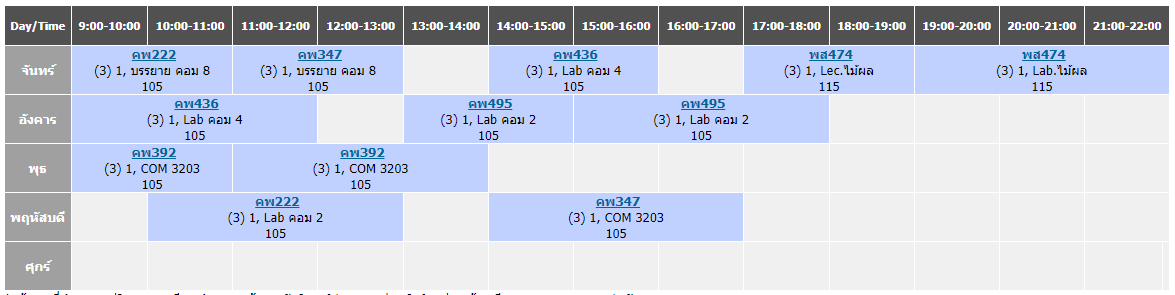 Day/Time 9:00-10:00 10:00-11:00 11:00-12:00 12:00-13:00 13:00-14:00 14:00-15:00 15:00-16:00 16:00-17:00 17:00-18:00 18:00-19:00 19:00-20:00 20:00-21:00 21:00-22:00
จันทร์
คพ222
(3) 1, บรรยาย คอม 8
105
คพ347
(3) 1, บรรยาย คอม 8
105
คพ436
(3) 1, Lab คอม 4
105
พส474
(3) 1, Lec.ไม้ผล
115
พส474
(3) 1, Lab.ไม้ผล
115
อังคาร
คพ436
(3) 1, Lab คอม 4
105
คพ495
(3) 1, Lab คอม 2
105
คพ495
(3) 1, Lab คอม 2
105
พุธ
คพ392
(3) 1, COM 3203
105
คพ392
(3) 1, COM 3203
105
พฤหัสบดี
คพ222
(3) 1, Lab คอม 2
105
คพ347
(3) 1, COM 3203
105
ศุกร์